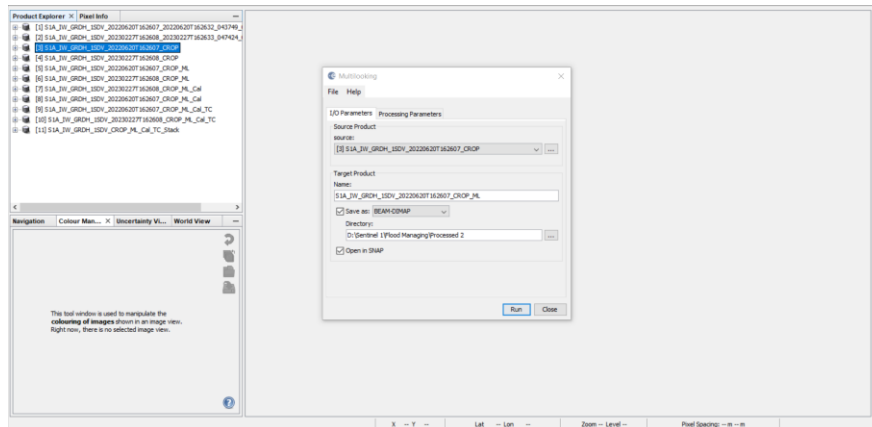 Product Explorer × Pixel Info
[1] S1A_IW_GRDH_1SDV_20220620T162607_20220620T162632_043749_
[2] S1A_IW_GRDH_1SDV_20230227T162608_20230227T162633_047424_
[3] S1A_IW_GRDH_1SDV_20220620T162607_CROP
[4] S1A_IW_GRDH_1SDV_20230227T162608_CROP
[5] S1A_IW_GRDH_1SDV_20220620T162607_CROP_ML
[6] S1A_IW_GRDH_1SDV_20230227T162608_CROP_ML
[7] S1A_IW_GRDH_1SDV_20230227T162608_CROP_ML_Cal
[8] S1A_IW_GRDH_1SDV_20220620T162607_CROP_ML_Cal
[9] S1A_IW_GRDH_1SDV_20220620T162607_CROP_ML_Cal_TC
[10] S1A_IW_GRDH_1SDV_20230227T162608_CROP_ML_Cal_TC
[11] S1A_IW_GRDH_1SDV_CROP_ML_Cal_TC_Stack
Navigation Colour Man... × Uncertainty Vi... World View
This tool window is used to manipulate the
colouring of images shown in an image view.
Right now, there is no selected image view.
Multilooking
File Help
I/O Parameters Processing Parameters
Source Product
source:
[3] S1A_IW_GRDH_1SDV_20220620T162607_CROP
...
Target Product
Name:
S1A_IW_GRDH_1SDV_20220620T162607_CROP_ML
Save as: BEAM-DIMAP
Directory:
D:\Sentinel 1\Flood Managing\Processed 2
...
Open in SNAP
Run Close
X -- Y -- Lat -- Lon -- Zoom -- Level -- Pixel Spacing: -- m -- m